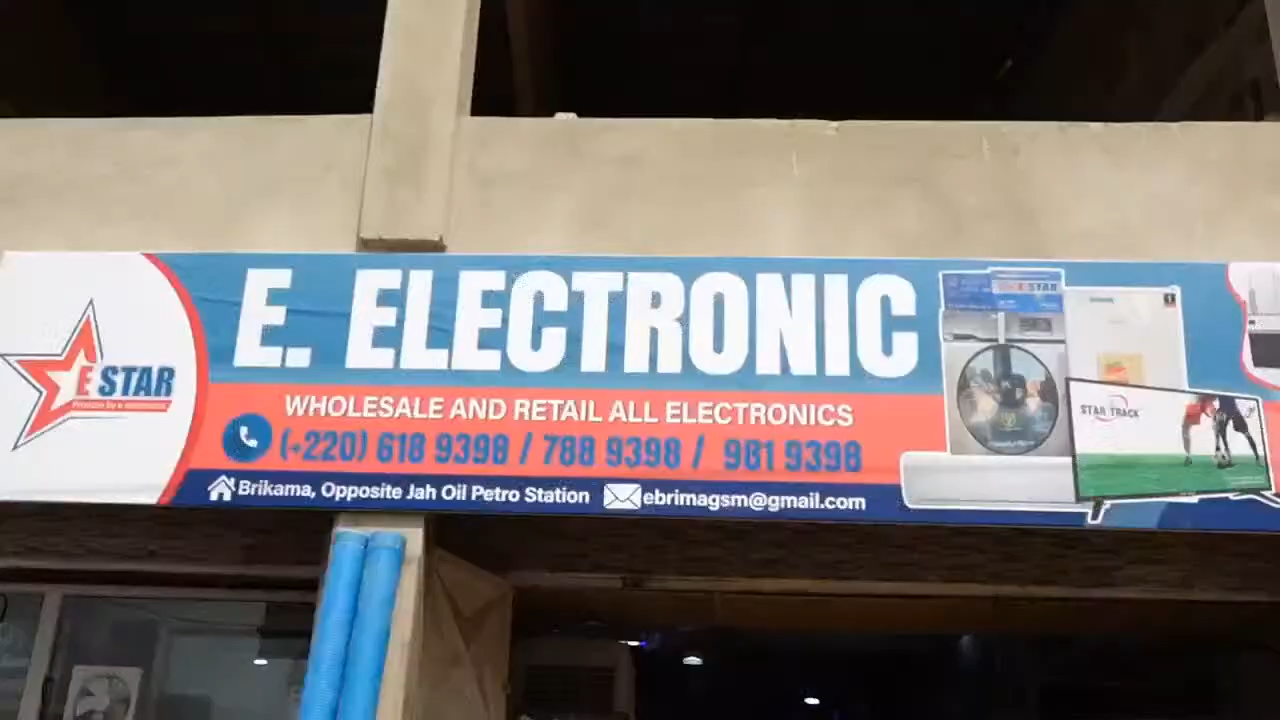 E. ELECTRONIC
E STAR
WHOLESALE AND RETAIL ALL ELECTRONICS
(+220) 618 9398 / 788 9398 / 981 9398
Brikama, Opposite Jah Oil Petro Station
ebrimagsm@gmail.com
E STAR
STAR TRACK